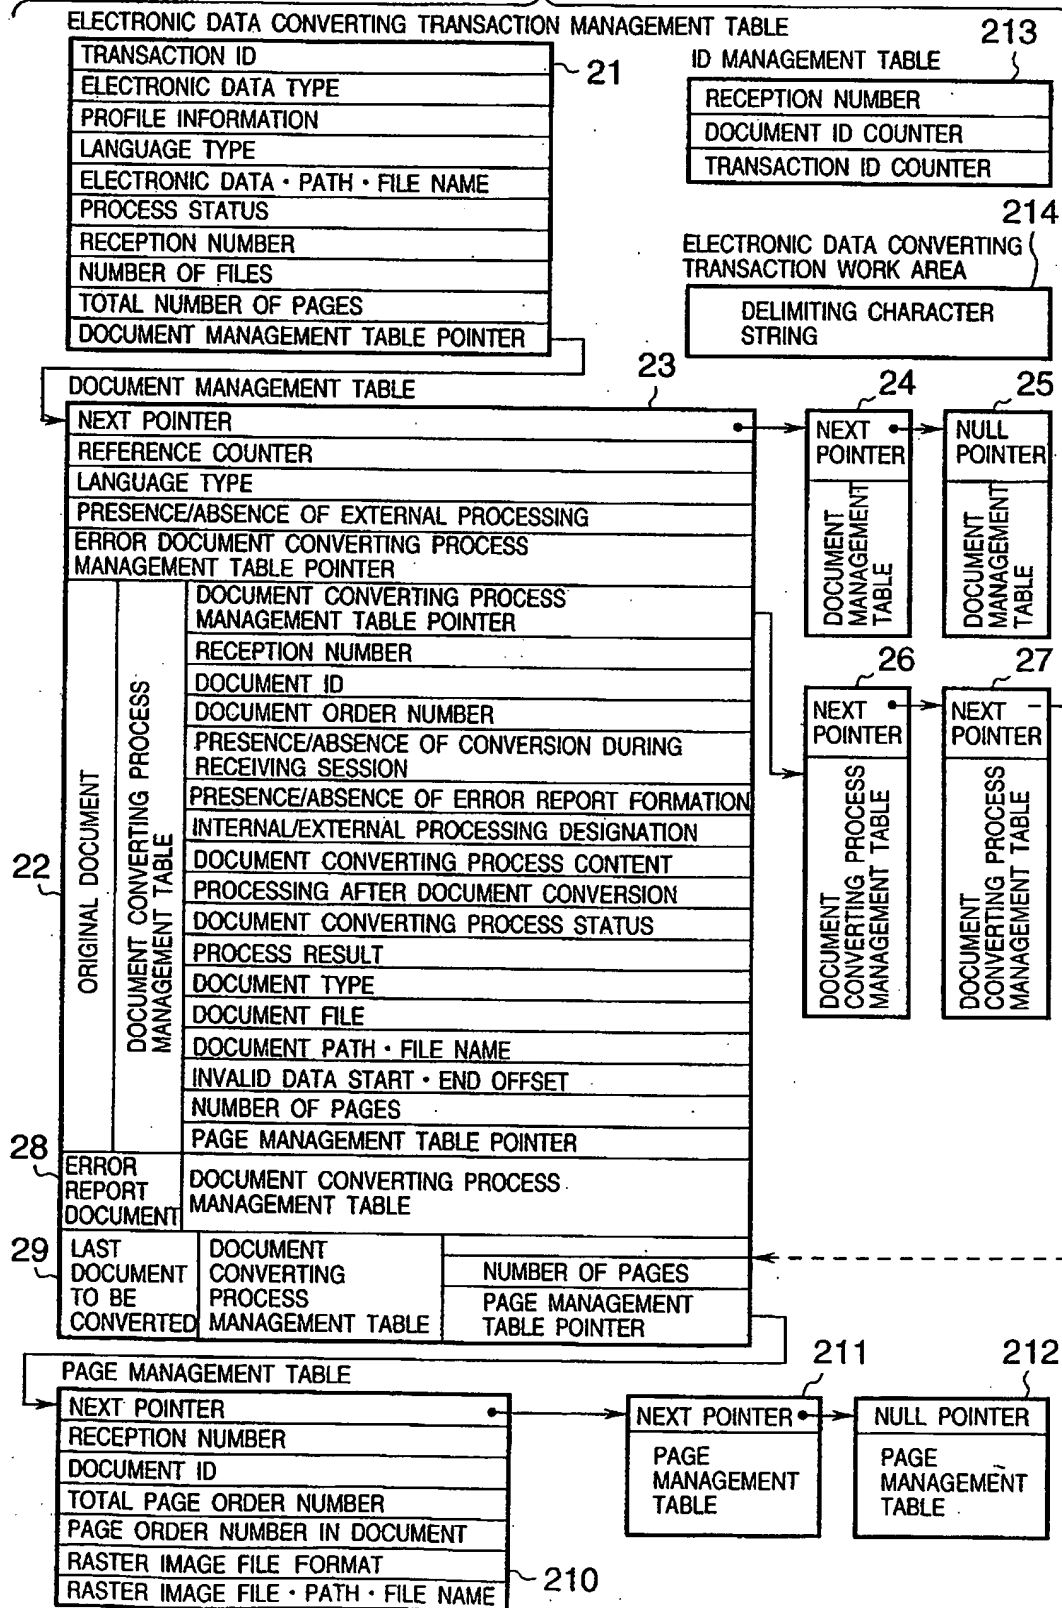 ELECTRONIC DATA CONVERTING TRANSACTION MANAGEMENT TABLE
TRANSACTION ID
ELECTRONIC DATA TYPE
PROFILE INFORMATION
LANGUAGE TYPE
ELECTRONIC DATA・PATH・FILE NAME
PROCESS STATUS
RECEPTION NUMBER
NUMBER OF FILES
TOTAL NUMBER OF PAGES
DOCUMENT MANAGEMENT TABLE POINTER
21
213
ID MANAGEMENT TABLE
RECEPTION NUMBER
DOCUMENT ID COUNTER
TRANSACTION ID COUNTER
214
ELECTRONIC DATA CONVERTING
TRANSACTION WORK AREA
DELIMITING CHARACTER
STRING
DOCUMENT MANAGEMENT TABLE
23
NEXT POINTER
REFERENCE COUNTER
LANGUAGE TYPE
PRESENCE/ABSENCE OF EXTERNAL PROCESSING
ERROR DOCUMENT CONVERTING PROCESS
MANAGEMENT TABLE POINTER
22
ORIGINAL DOCUMENT
DOCUMENT CONVERTING PROCESS
MANAGEMENT TABLE
DOCUMENT CONVERTING PROCESS
MANAGEMENT TABLE POINTER
RECEPTION NUMBER
DOCUMENT ID
DOCUMENT ORDER NUMBER
PRESENCE/ABSENCE OF CONVERSION DURING
RECEIVING SESSION
PRESENCE/ABSENCE OF ERROR REPORT FORMATION
INTERNAL/EXTERNAL PROCESSING DESIGNATION
DOCUMENT CONVERTING PROCESS CONTENT
PROCESSING AFTER DOCUMENT CONVERSION
DOCUMENT CONVERTING PROCESS STATUS
PROCESS RESULT
DOCUMENT TYPE
DOCUMENT FILE
DOCUMENT PATH・FILE NAME
INVALID DATA START・END OFFSET
NUMBER OF PAGES
PAGE MANAGEMENT TABLE POINTER
28
ERROR
REPORT
DOCUMENT
DOCUMENT CONVERTING PROCESS
MANAGEMENT TABLE
29
LAST
DOCUMENT
TO BE
CONVERTED
DOCUMENT
CONVERTING
PROCESS
MANAGEMENT TABLE
NUMBER OF PAGES
PAGE MANAGEMENT
TABLE POINTER
24
NEXT
POINTER
DOCUMENT
MANAGEMENT
TABLE
25
NULL
POINTER
DOCUMENT
MANAGEMENT
TABLE
26
NEXT
POINTER
DOCUMENT
CONVERTING PROCESS
MANAGEMENT TABLE
27
NEXT
POINTER
DOCUMENT
CONVERTING PROCESS
MANAGEMENT TABLE
PAGE MANAGEMENT TABLE
NEXT POINTER
RECEPTION NUMBER
DOCUMENT ID
TOTAL PAGE ORDER NUMBER
PAGE ORDER NUMBER IN DOCUMENT
RASTER IMAGE FILE FORMAT
RASTER IMAGE FILE・PATH・FILE NAME
210
211
NEXT POINTER
PAGE
MANAGEMENT
TABLE
212
NULL POINTER
PAGE
MANAGEMENT
TABLE